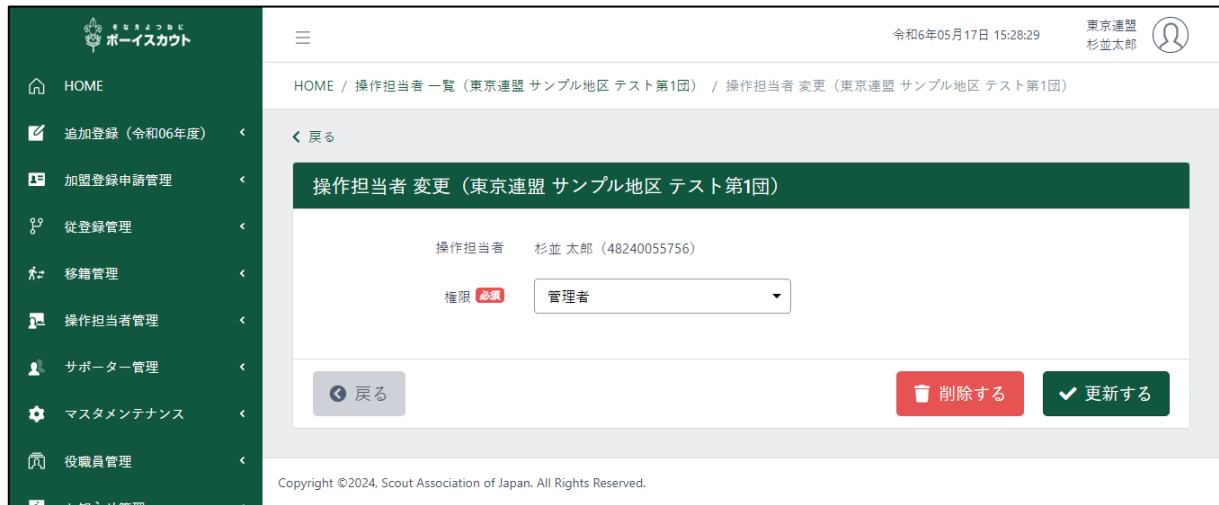 そなえよつねに
ボーイスカウト
令和6年05月17日 15:28:29
東京連盟
杉並太郎
HOME
追加登録（令和06年度）
加盟登録申請管理
従登録管理
移籍管理
操作担当者管理
サポーター管理
マスタメンテナンス
役職員管理
HOME / 操作担当者 一覧（東京連盟 サンプル地区 テスト第1団） / 操作担当者 変更（東京連盟 サンプル地区 テスト第1団）
戻る
操作担当者 変更（東京連盟 サンプル地区 テスト第1団）
操作担当者 杉並 太郎（48240055756）
権限 必須 管理者
戻る 削除する 更新する
Copyright ©2024, Scout Association of Japan. All Rights Reserved.